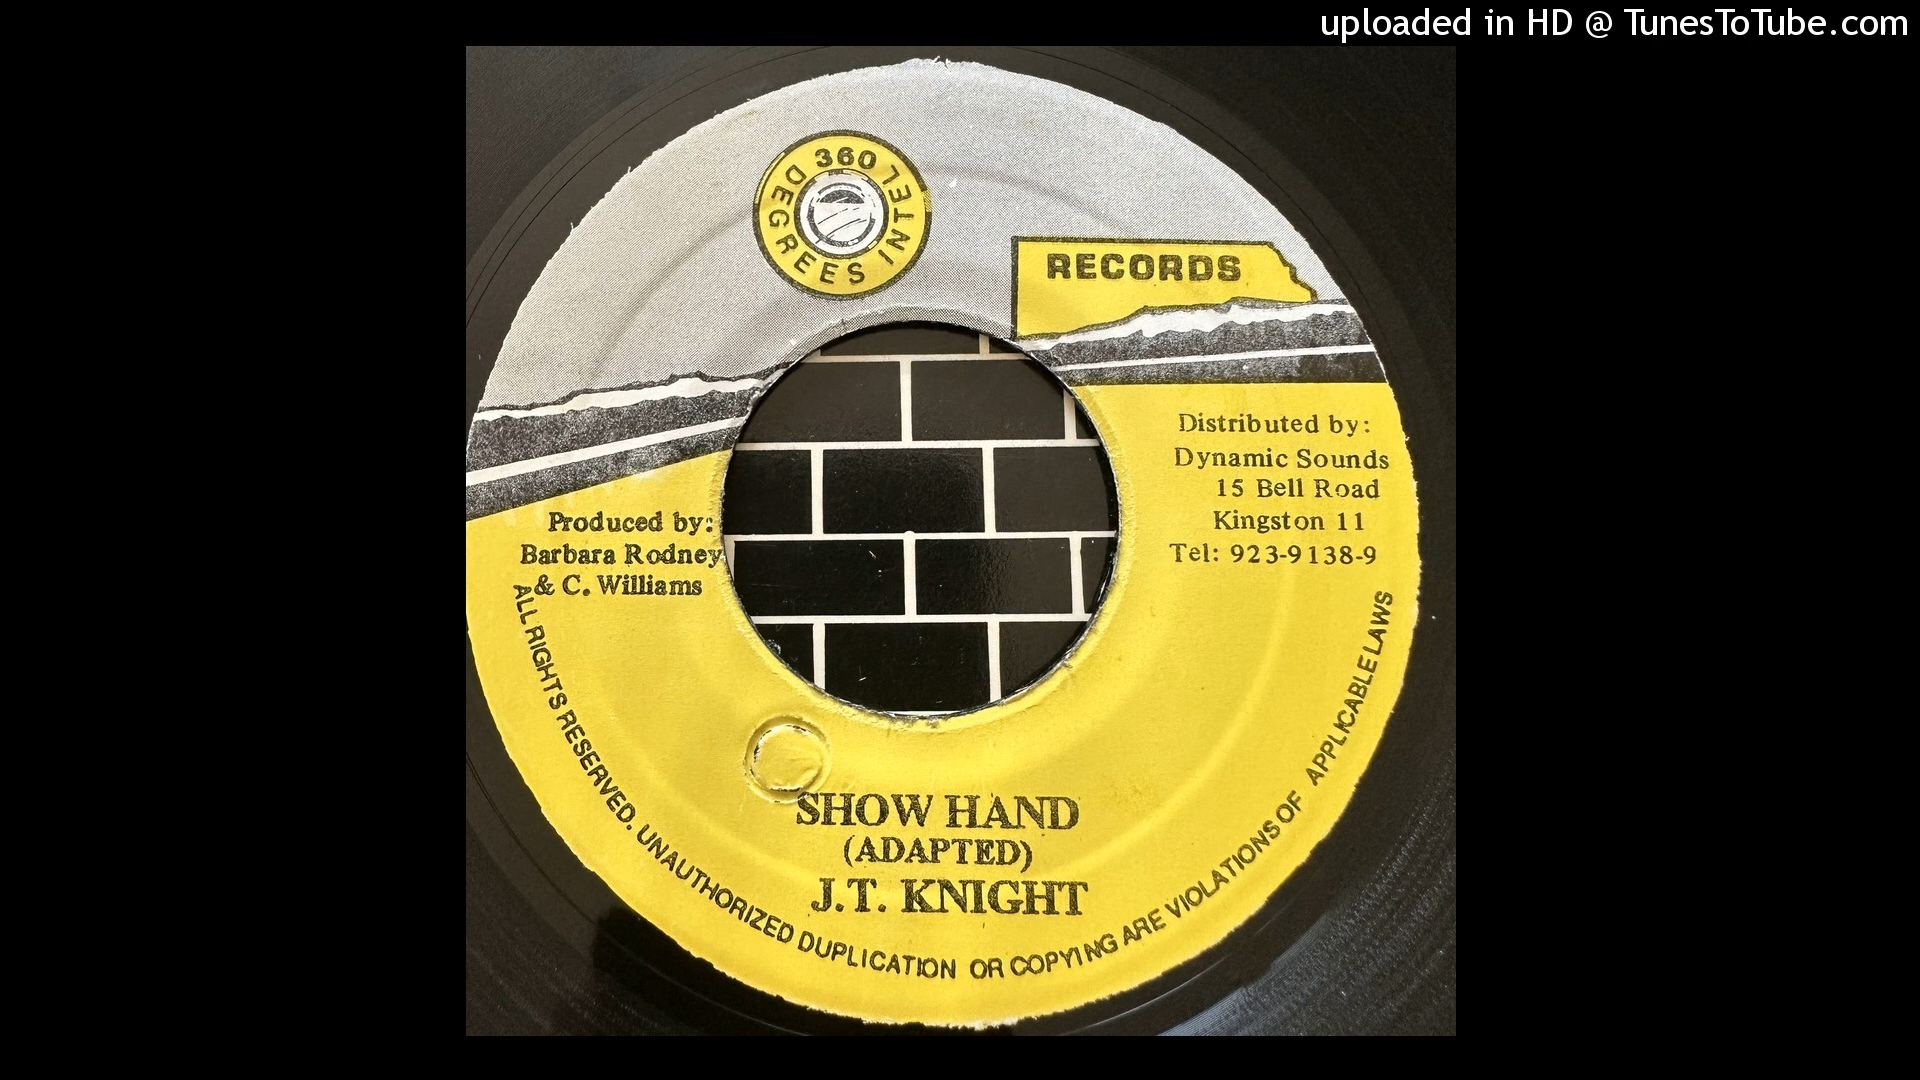 uploaded in HD @ TunesToTube.com
360 DEGREES INTEL
RECORDS
Distributed by:
Dynamic Sounds
15 Bell Road
Kingston 11
Tel: 923-9138-9
Produced by:
Barbara Rodney
& C. Williams
SHOW HAND
(ADAPTED)
J.T. KNIGHT
ALL RIGHTS RESERVED. UNAUTHORIZED DUPLICATION OR COPYING ARE VIOLATIONS OF APPLICABLE LAWS